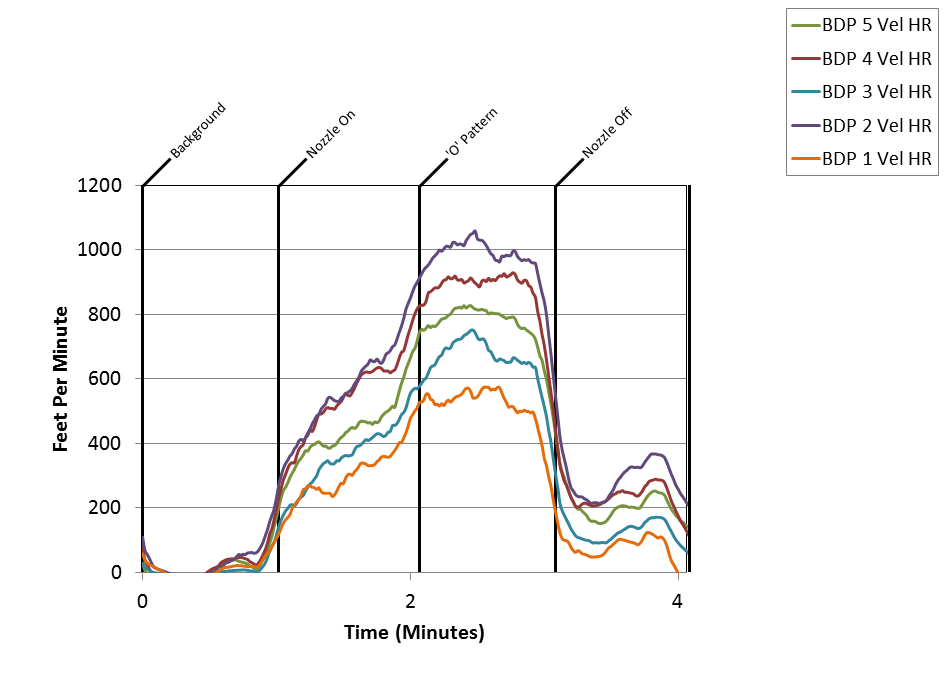 BDP 5 Vel HR
BDP 4 Vel HR
BDP 3 Vel HR
BDP 2 Vel HR
BDP 1 Vel HR
Background
Nozzle On
'O' Pattern
Nozzle Off
1200
1000
800
600
400
200
0
Feet Per Minute
0
2
4
Time (Minutes)